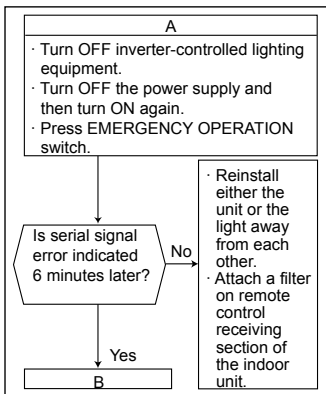 A
· Turn OFF inverter-controlled lighting
equipment.
· Turn OFF the power supply and
then turn ON again.
· Press EMERGENCY OPERATION
switch.
Is serial signal
error indicated
6 minutes later?
No
· Reinstall
either the
unit or the
light away
from each
other.
· Attach a filter
on remote
control
receiving
section of
the indoor
unit.
Yes
B